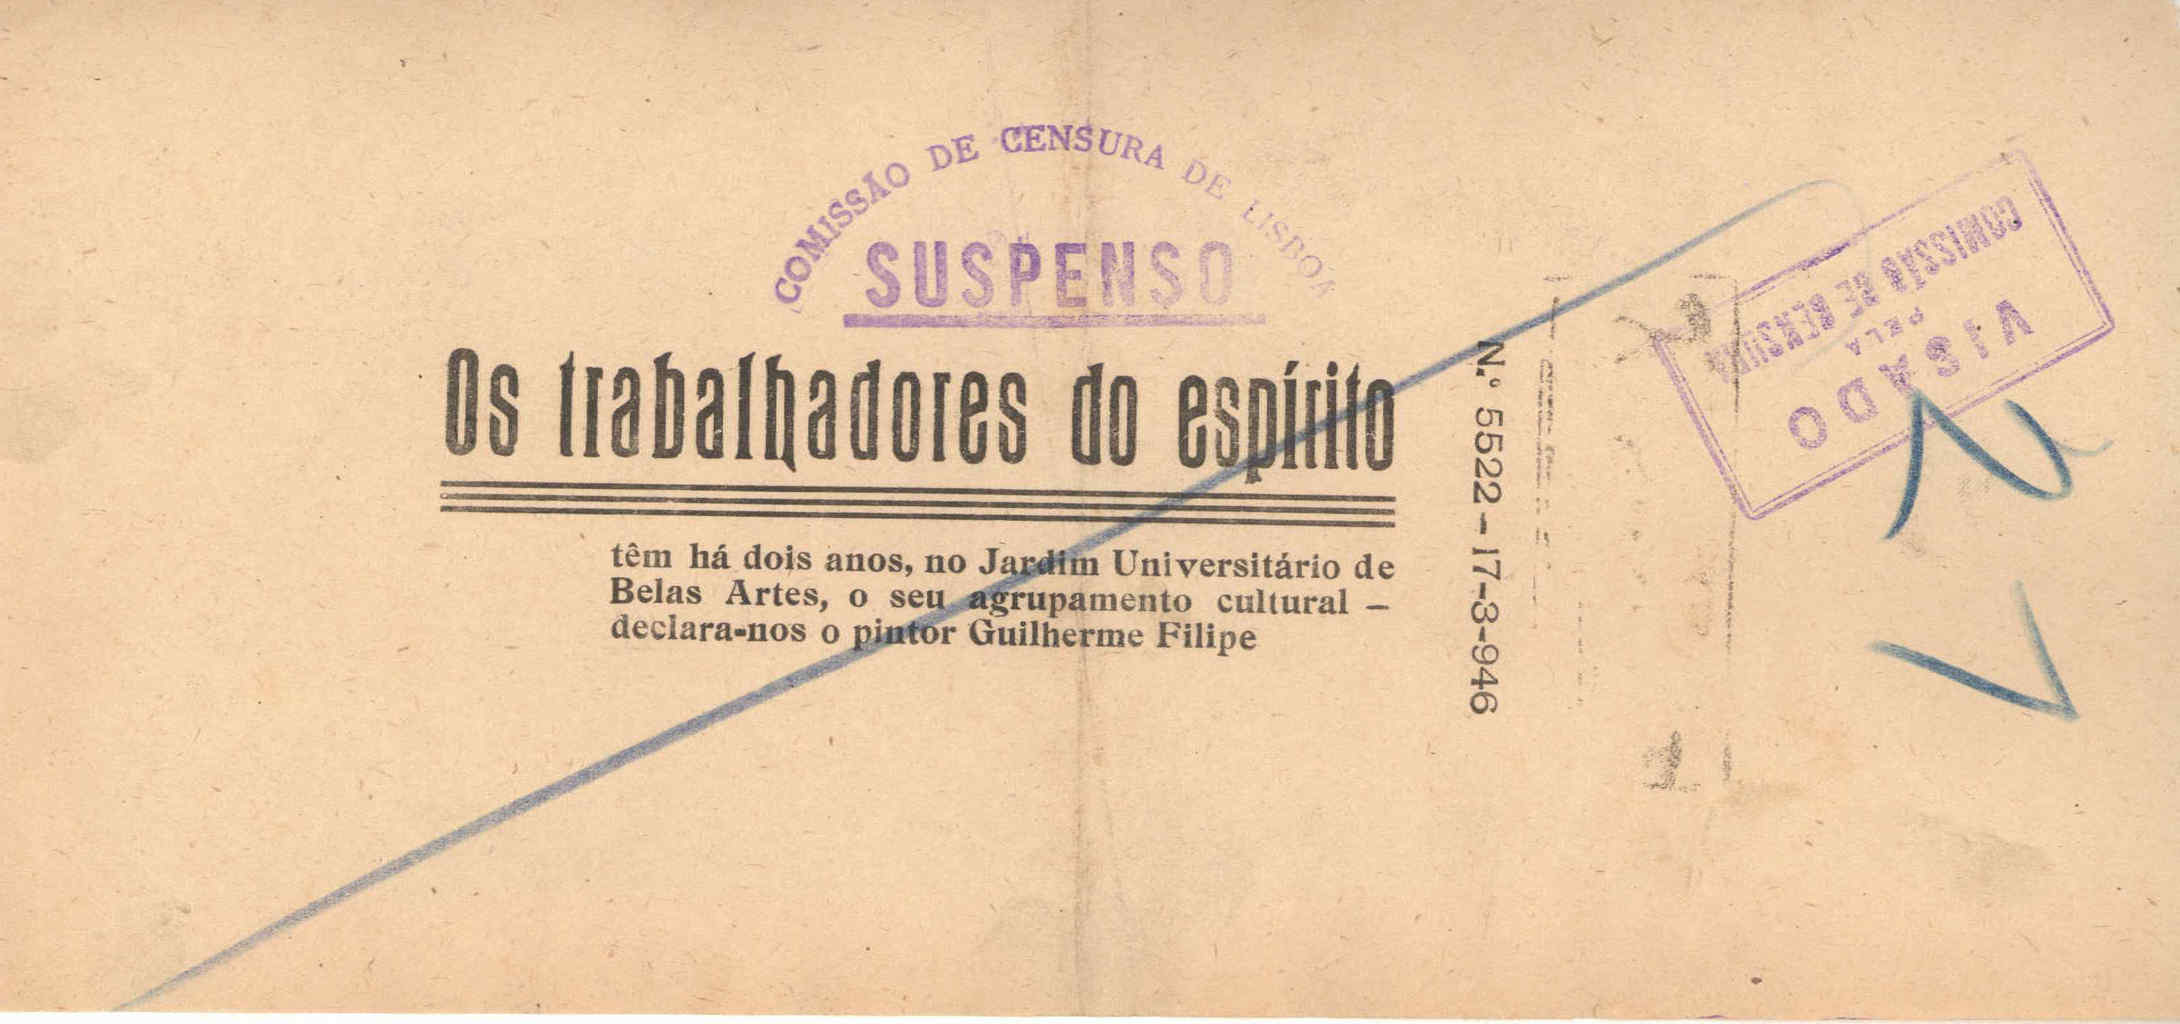 COMISSÃO DE CENSURA DE LISBOA
SUSPENSO
Os trabalhadores do espírito
têm há dois anos, no Jardim Universitário de
Belas Artes, o seu agrupamento cultural –
declara-nos o pintor Guilherme Filipe
N.º 5522-17-3-946
VISADO
PELA
COMISSÃO DE CENSURA